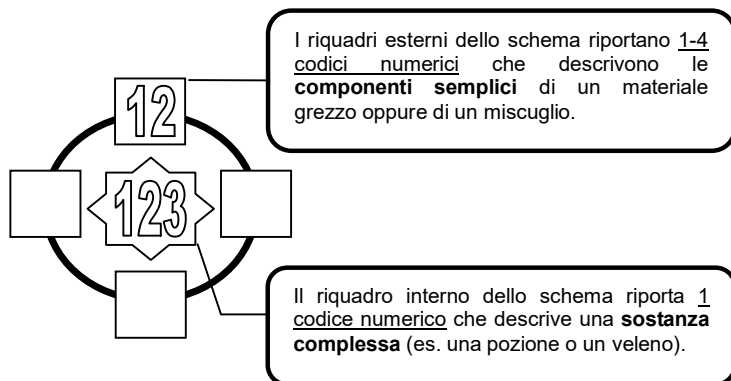 I riquadri esterni dello schema riportano 1-4
codici numerici che descrivono le
componenti semplici di un materiale
grezzo oppure di un miscuglio.
12
123
Il riquadro interno dello schema riporta 1
codice numerico che descrive una sostanza
complessa (es. una pozione o un veleno).